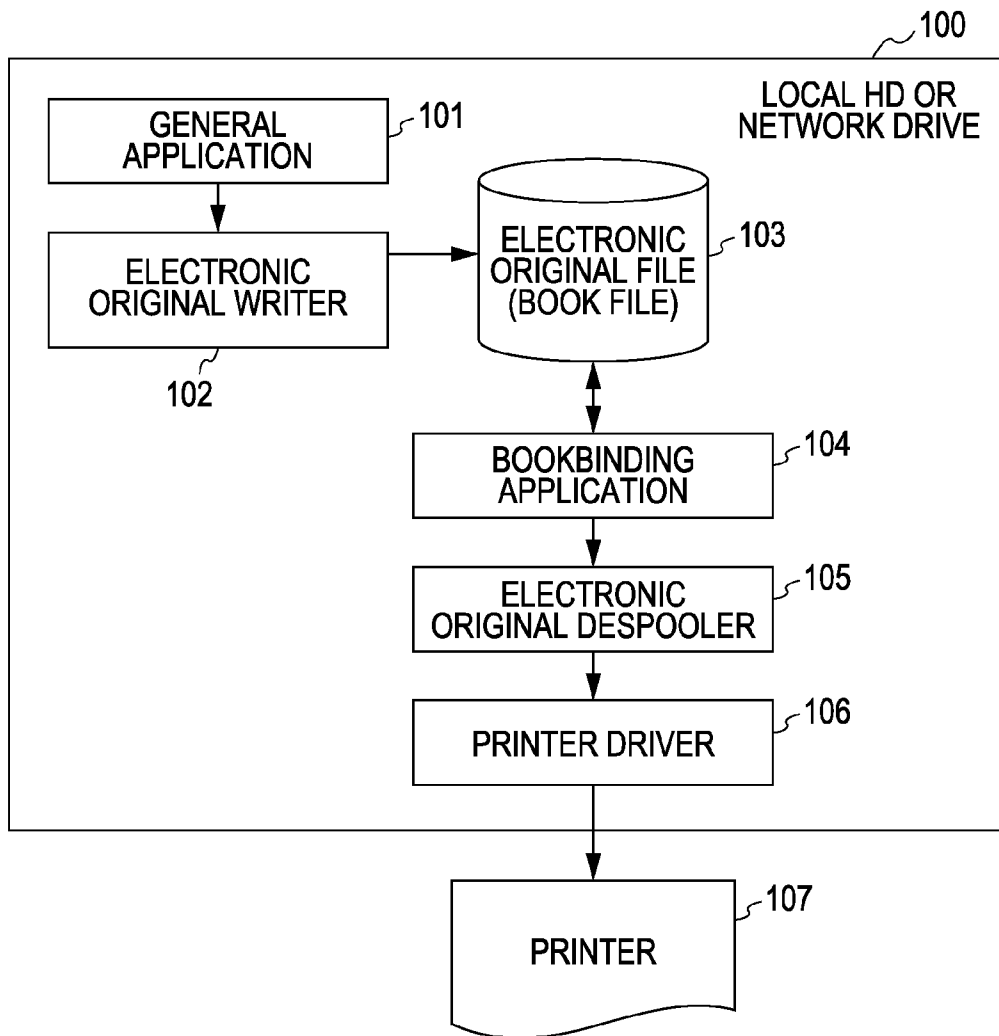 100
LOCAL HD OR
NETWORK DRIVE
GENERAL
APPLICATION
101
ELECTRONIC
ORIGINAL WRITER
102
ELECTRONIC
ORIGINAL FILE
(BOOK FILE)
103
BOOKBINDING
APPLICATION
104
ELECTRONIC
ORIGINAL DESPOOLER
105
PRINTER DRIVER
106
PRINTER
107